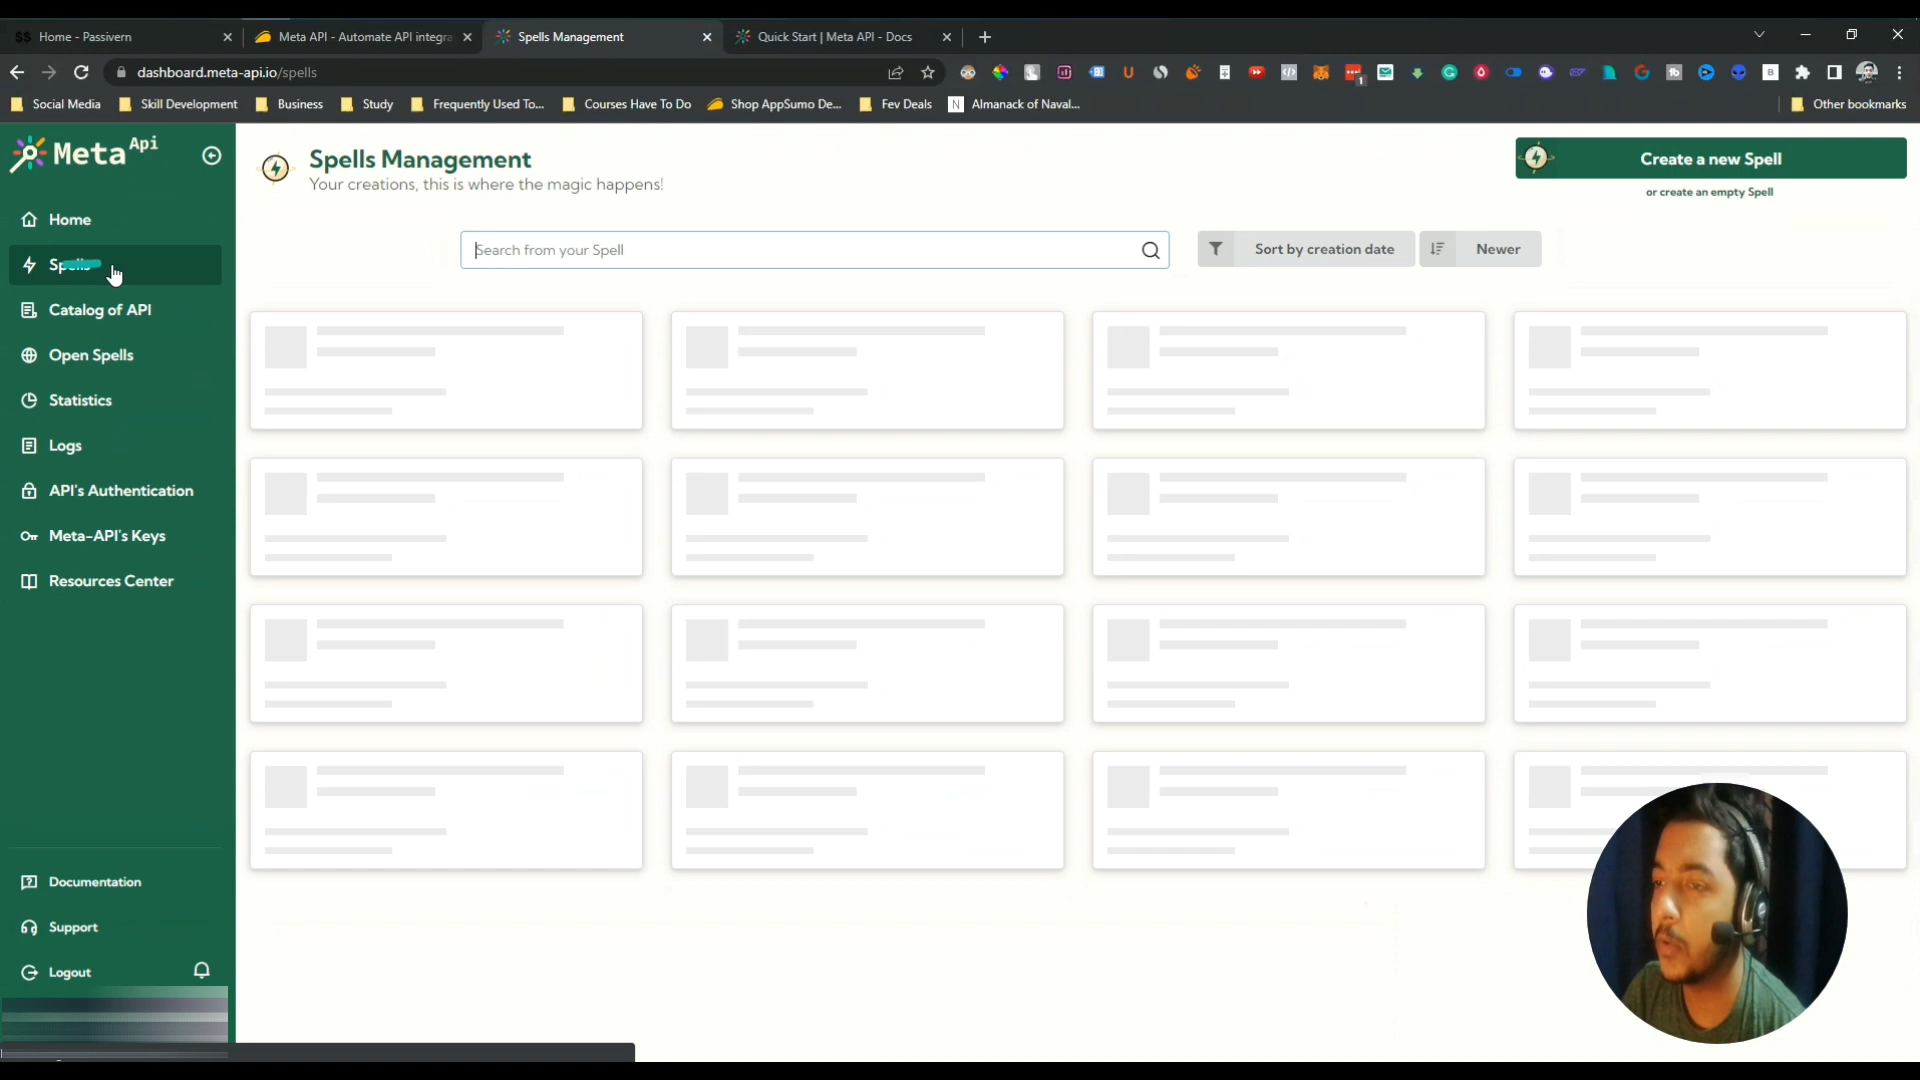 Home - Passivern
Meta API - Automate API integra
Spells Management
Quick Start | Meta API - Docs
dashboard.meta-api.io/spells
Social Media
Skill Development
Business
Study
Frequently Used To...
Courses Have To Do
Shop AppSumo De...
Fev Deals
Almanack of Naval...
Other bookmarks
Meta Api
Home
Spells
Catalog of API
Open Spells
Statistics
Logs
API's Authentication
Meta-API's Keys
Resources Center
Documentation
Support
Logout
Spells Management
Your creations, this is where the magic happens!
Create a new Spell
or create an empty Spell
Search from your Spell
Sort by creation date
Newer